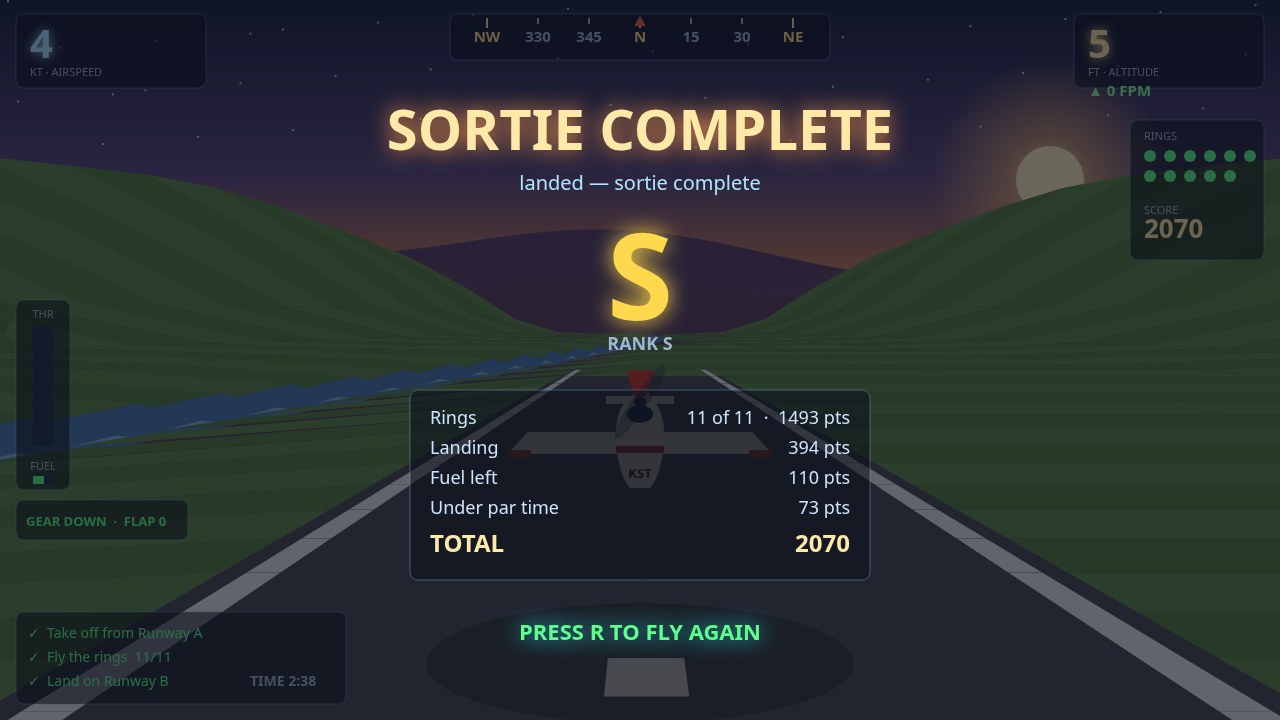 4
KT · AIRSPEED
NW 330 345 N 15 30 NE
5
FT · ALTITUDE
▲ 0 FPM
SORTIE COMPLETE
landed — sortie complete
RINGS
SCORE
2070
S
RANK S
THR
FUEL
GEAR DOWN · FLAP 0
Rings 11 of 11 · 1493 pts
Landing 394 pts
KST
Fuel left 110 pts
Under par time 73 pts
TOTAL 2070
PRESS R TO FLY AGAIN
✓ Take off from Runway A
✓ Fly the rings 11/11
✓ Land on Runway B TIME 2:38